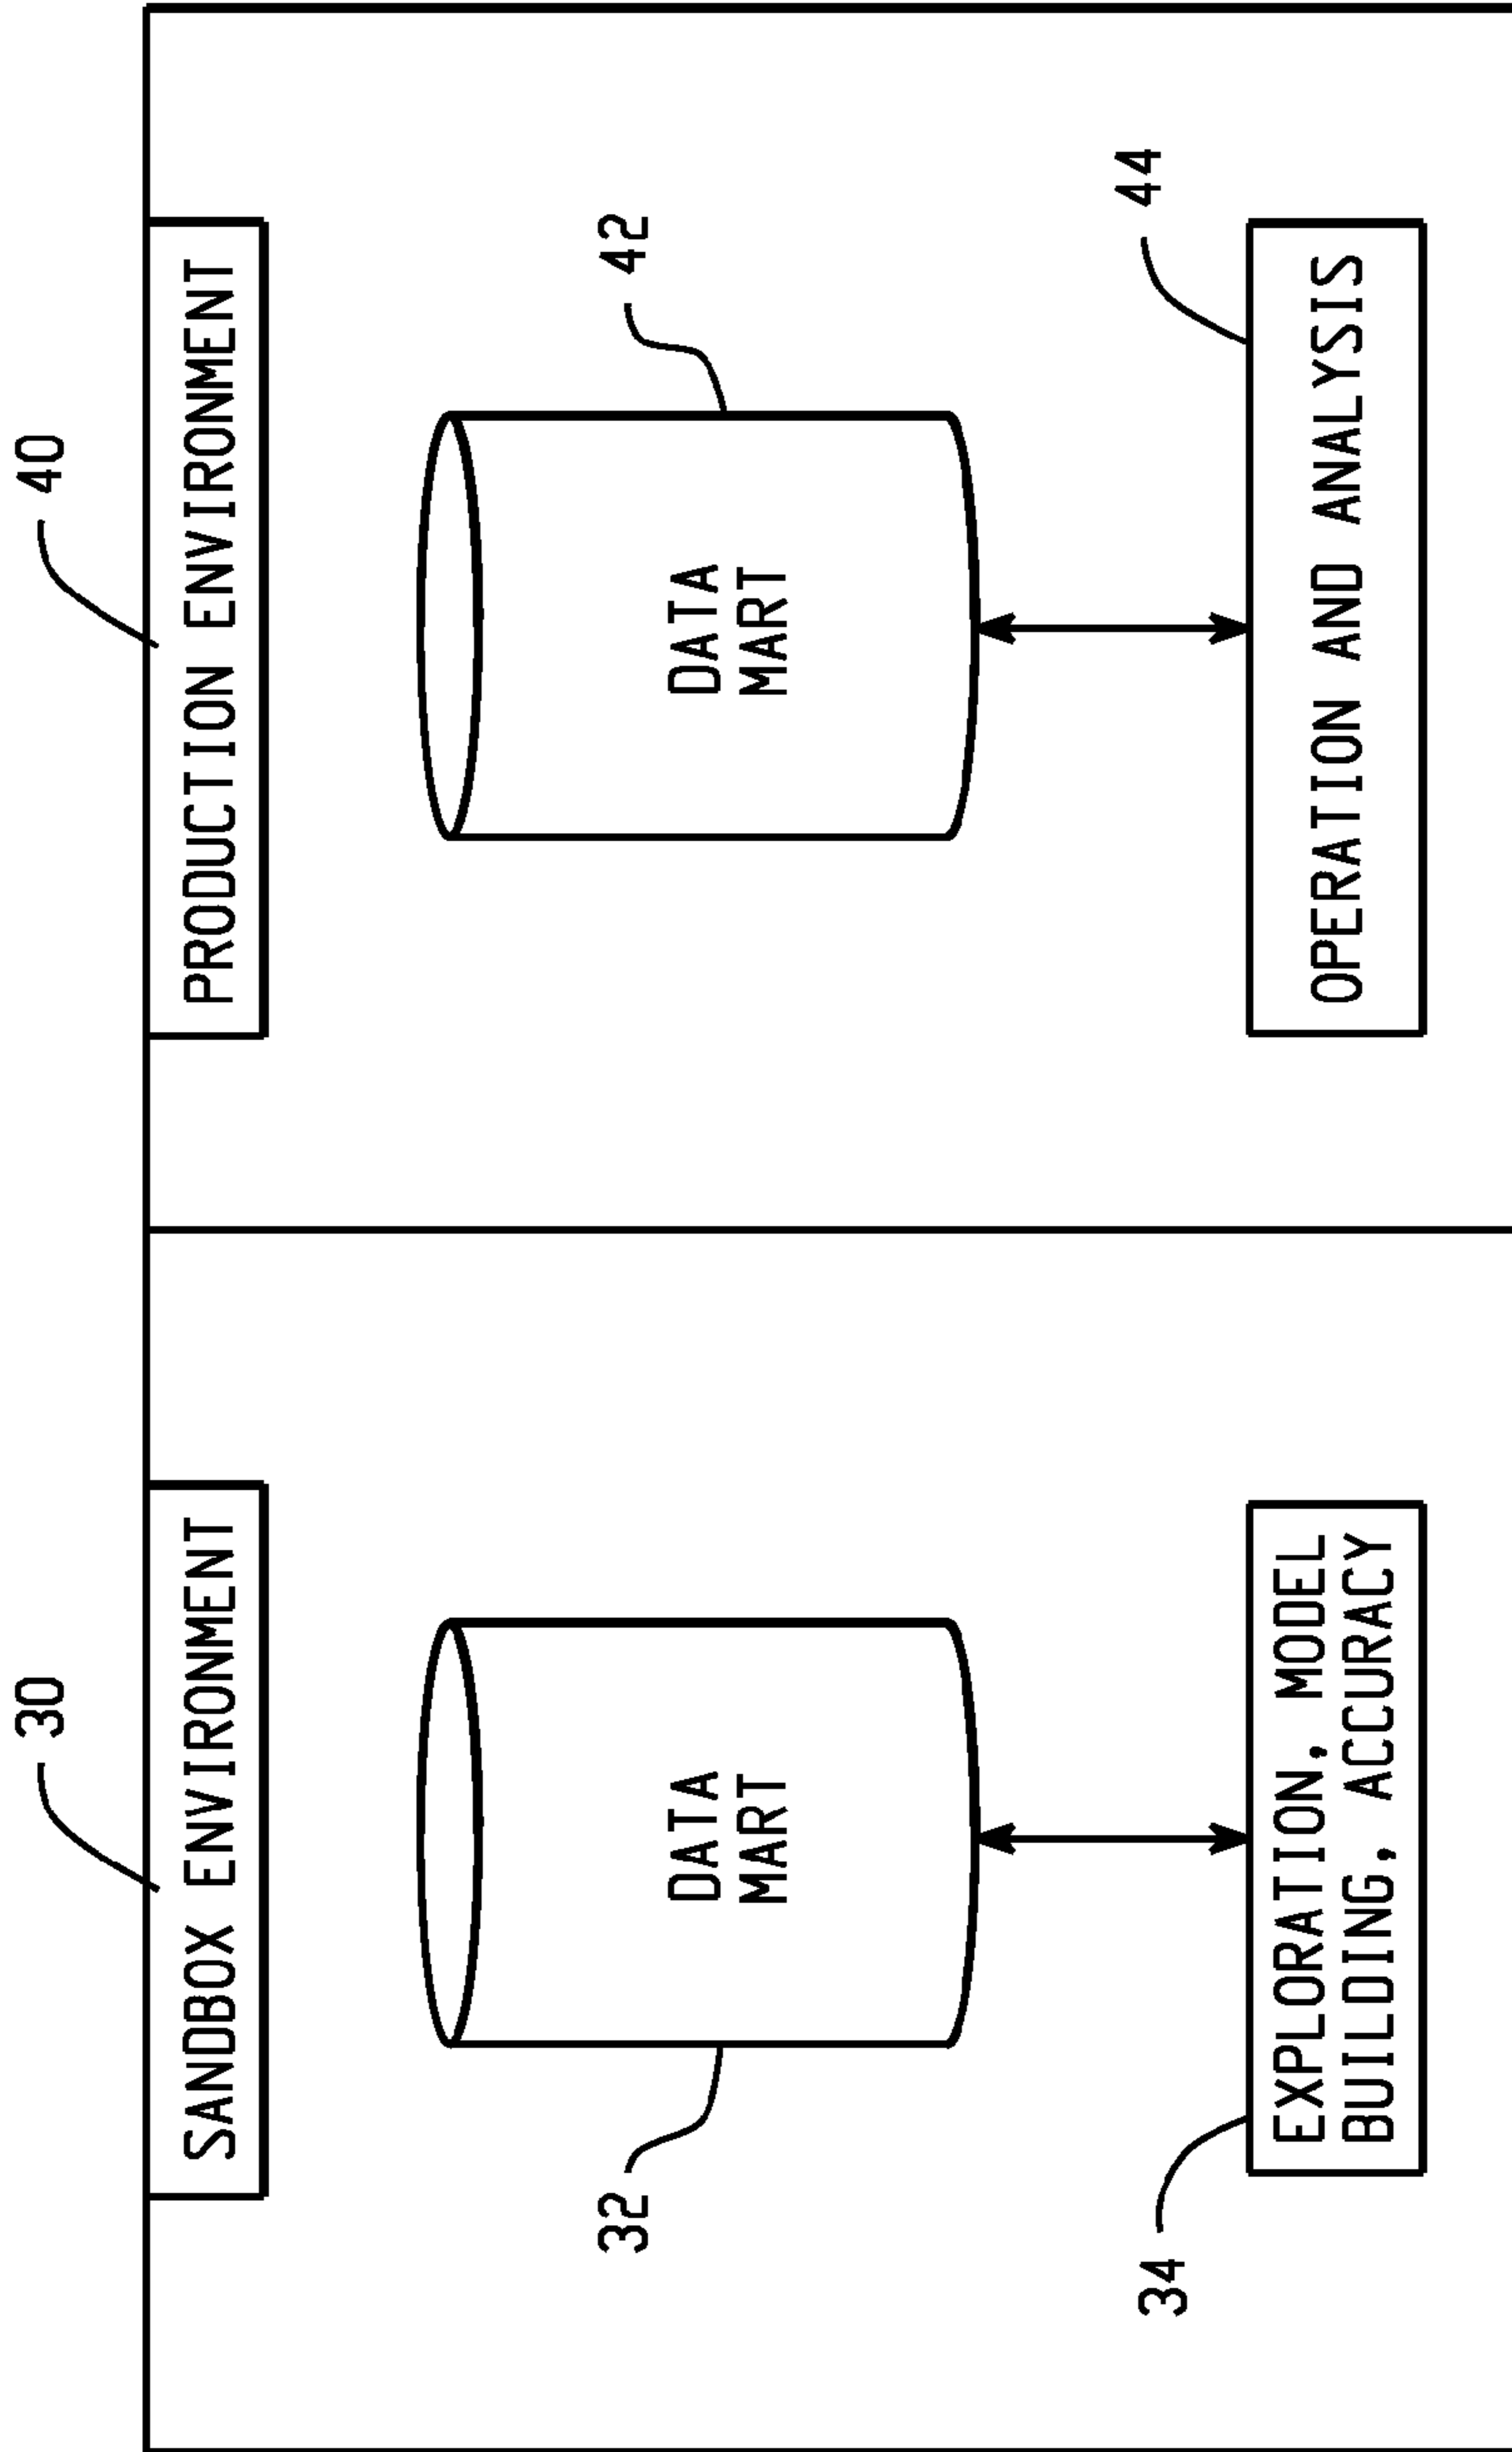 30
40
SANDBOX ENVIRONMENT
PRODUCTION ENVIRONMENT
32
DATA
MART
DATA
MART
42
34
EXPLORATION, MODEL
BUILDING, ACCURACY
44
OPERATION AND ANALYSIS